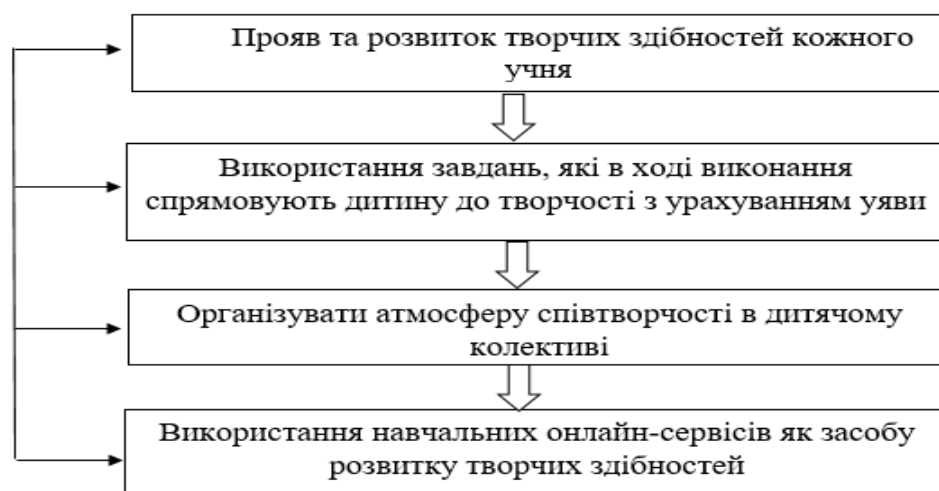 Прояв та розвиток творчих здібностей кожного
учня
Використання завдань, які в ході виконання
спрямовують дитину до творчості з урахуванням уяви
Організувати атмосферу співтворчості в дитячому
колективі
Використання навчальних онлайн-сервісів як засобу
розвитку творчих здібностей